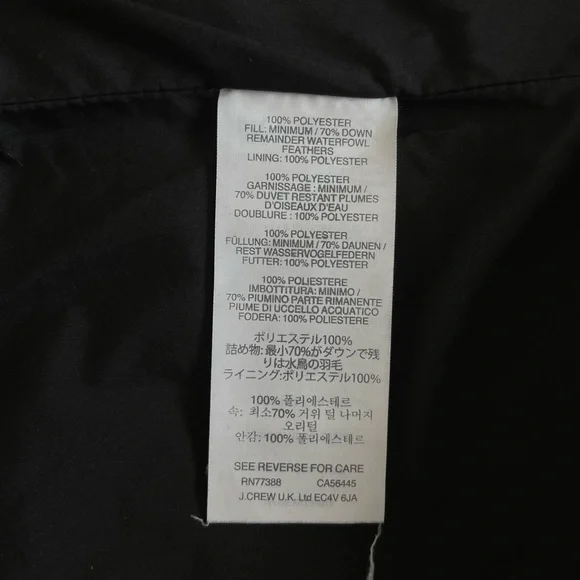 100% POLYESTER
FILL: MINIMUM / 70% DOWN
REMAINDER WATERFOWL
FEATHERS
LINING: 100% POLYESTER
100% POLYESTER
GARNISSAGE : MINIMUM /
70% DUVET RESTANT PLUMES
D'OISEAUX D'EAU
DOUBLURE : 100% POLYESTER
100% POLYESTER
FÜLLUNG: MINIMUM / 70% DAUNEN /
REST WASSERVOGELFEDERN
FUTTER: 100% POLYESTER
100% POLIESTERE
IMBOTTITURA: MINIMO /
70% PIUMINO PARTE RIMANENTE
PIUME DI UCCELLO ACQUATICO
FODERA: 100% POLIESTERE
ポリエステル100%
詰め物: 最小70%がダウンで残
りは水鳥の羽毛
ライニング: ポリエステル100%
100% 폴리에스테르
속: 최소70% 거위 털 나머지
오리털
안감: 100% 폴리에스테르
SEE REVERSE FOR CARE
RN77388 CA56445
J.CREW U.K. Ltd EC4V 6JA